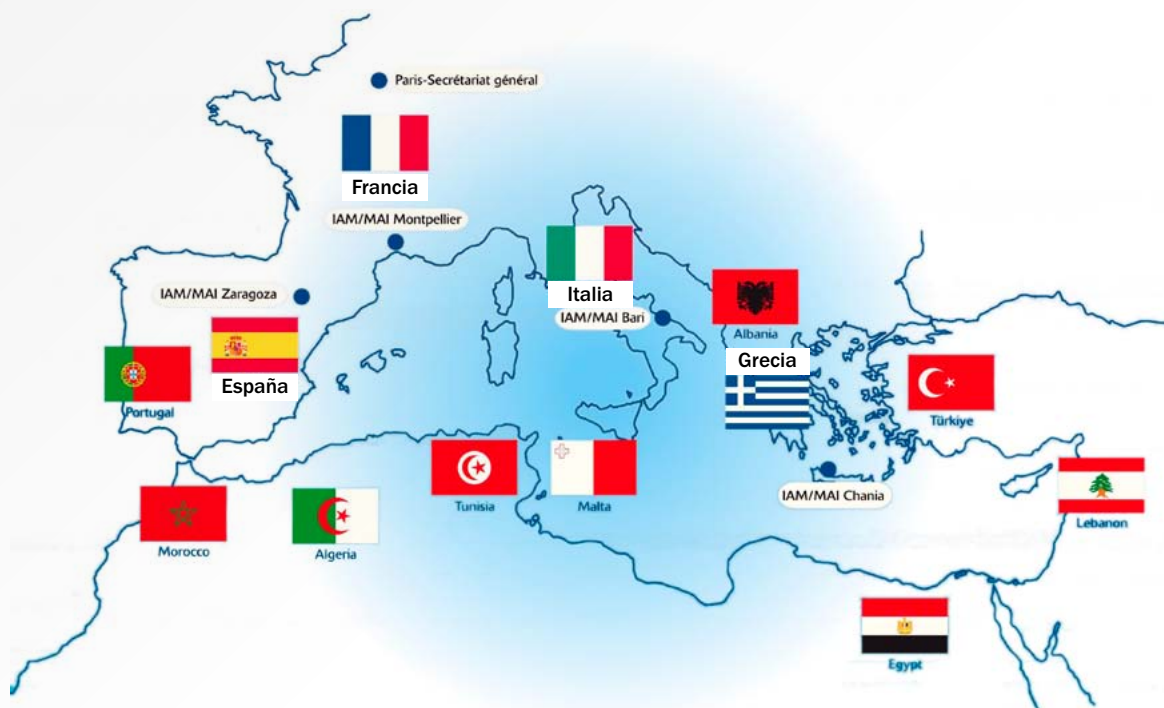 Paris-Secrétariat général
Francia
IAM/MAI Montpellier
IAM/MAI Zaragoza
Italia
IAM/MAI Bari
Albania
Grecia
España
Portugal
Türkiye
Tunisia
Malta
IAM/MAI Chania
Lebanon
Morocco
Algeria
Egypt